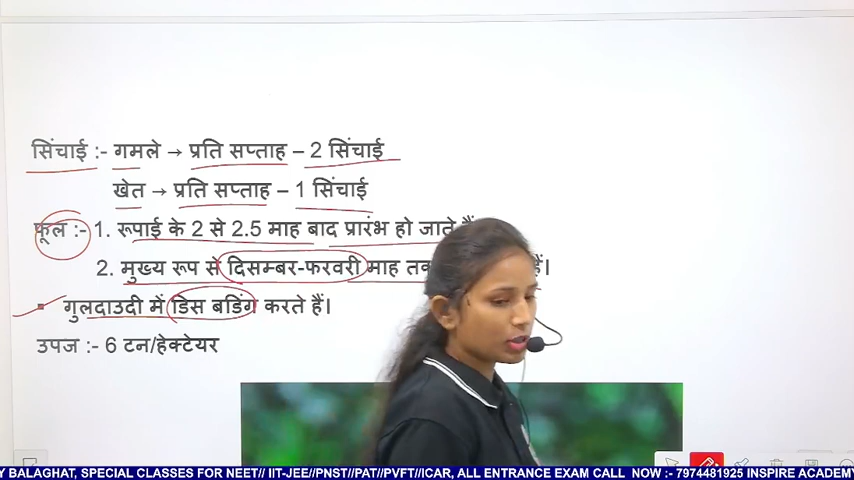 सिंचाई :- गमले → प्रति सप्ताह – 2 सिंचाई
खेत → प्रति सप्ताह – 1 सिंचाई
फूल :- 1. रूपाई के 2 से 2.5 माह बाद प्रारंभ हो जाते
2. मुख्य रूप से दिसम्बर-फरवरी माह हैं।
▪ गुलदाउदी में डिस बडिंग करते हैं।
उपज :- 6 टन/हेक्टेयर
Y BALAGHAT, SPECIAL CLASSES FOR NEET// IIT-JEE//PNST//PAT//PVFT//ICAR, ALL ENTRANCE EXAM CALL NOW :- 7974481925 INSPIRE ACADEMY